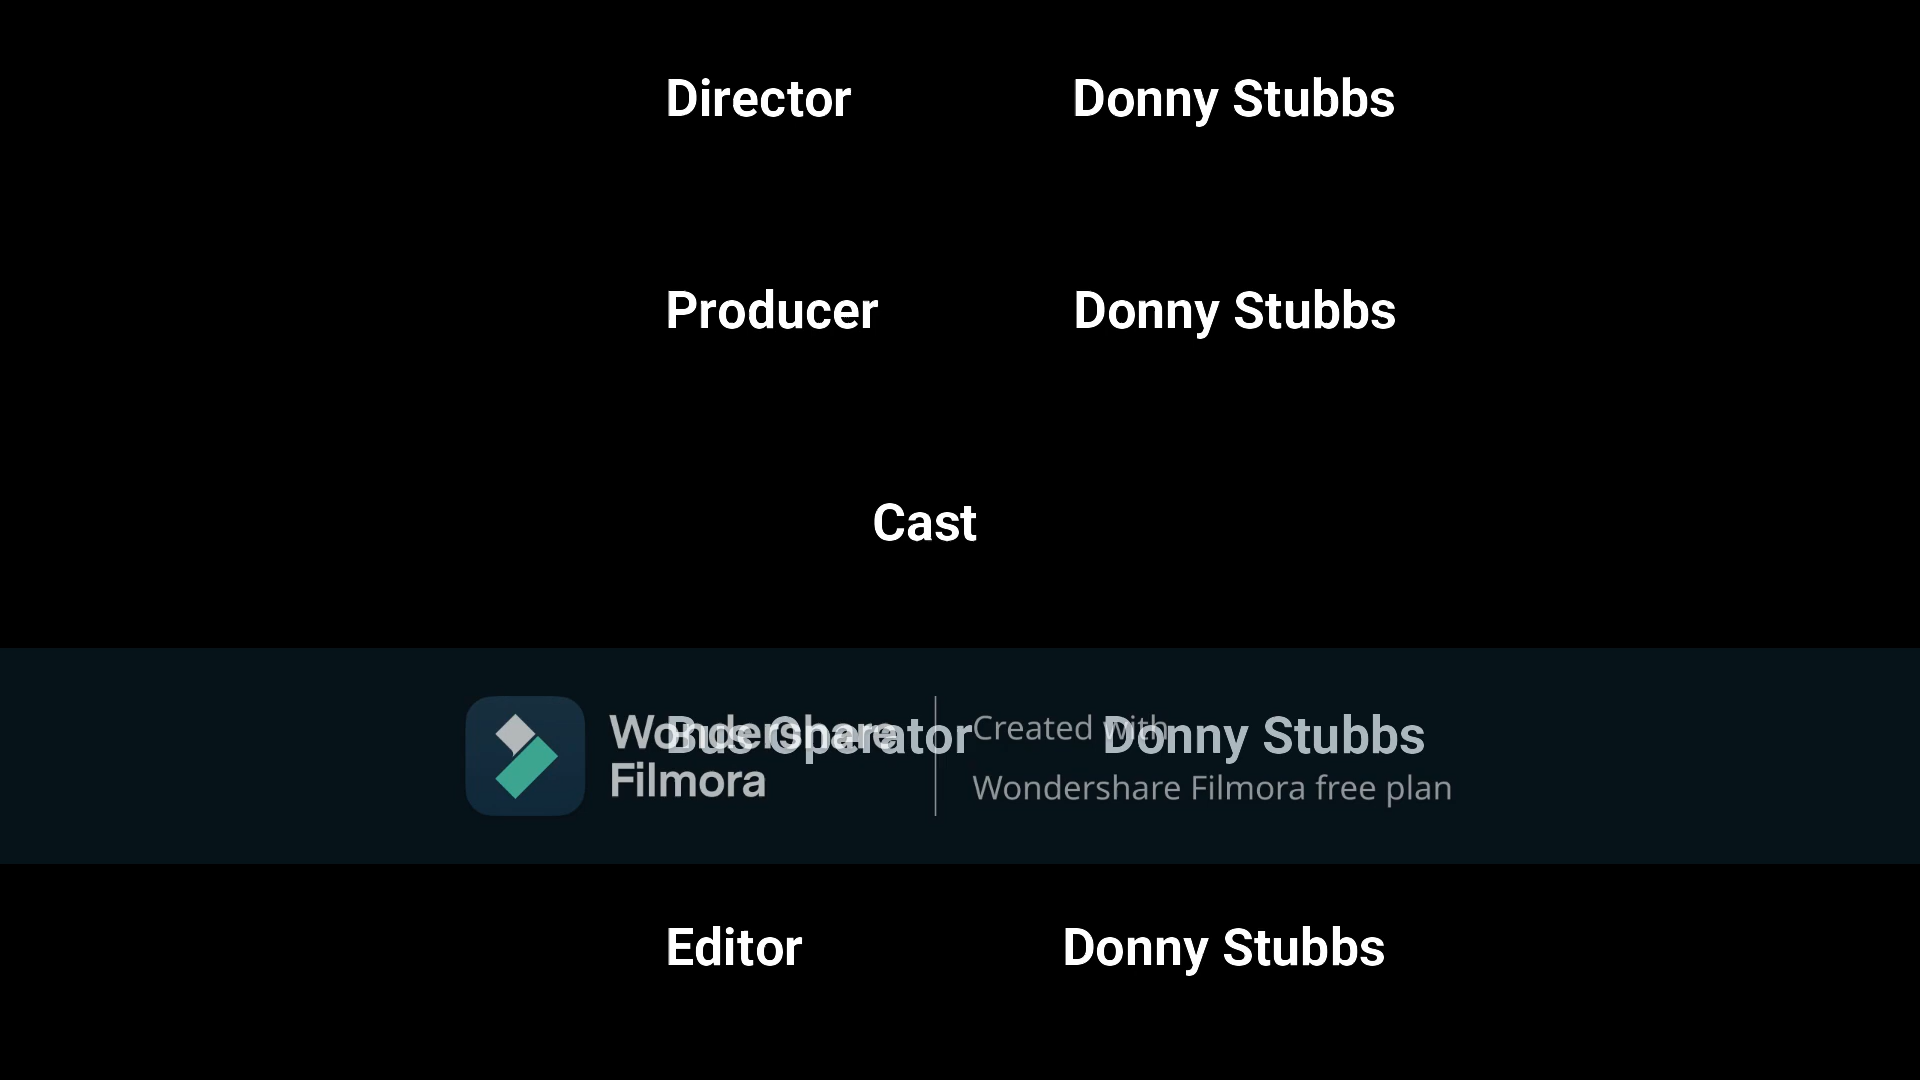 Director Donny Stubbs
Producer Donny Stubbs
Cast
Bus Operator Donny Stubbs
Wondershare
Filmora
Created with
Wondershare Filmora free plan
Editor Donny Stubbs